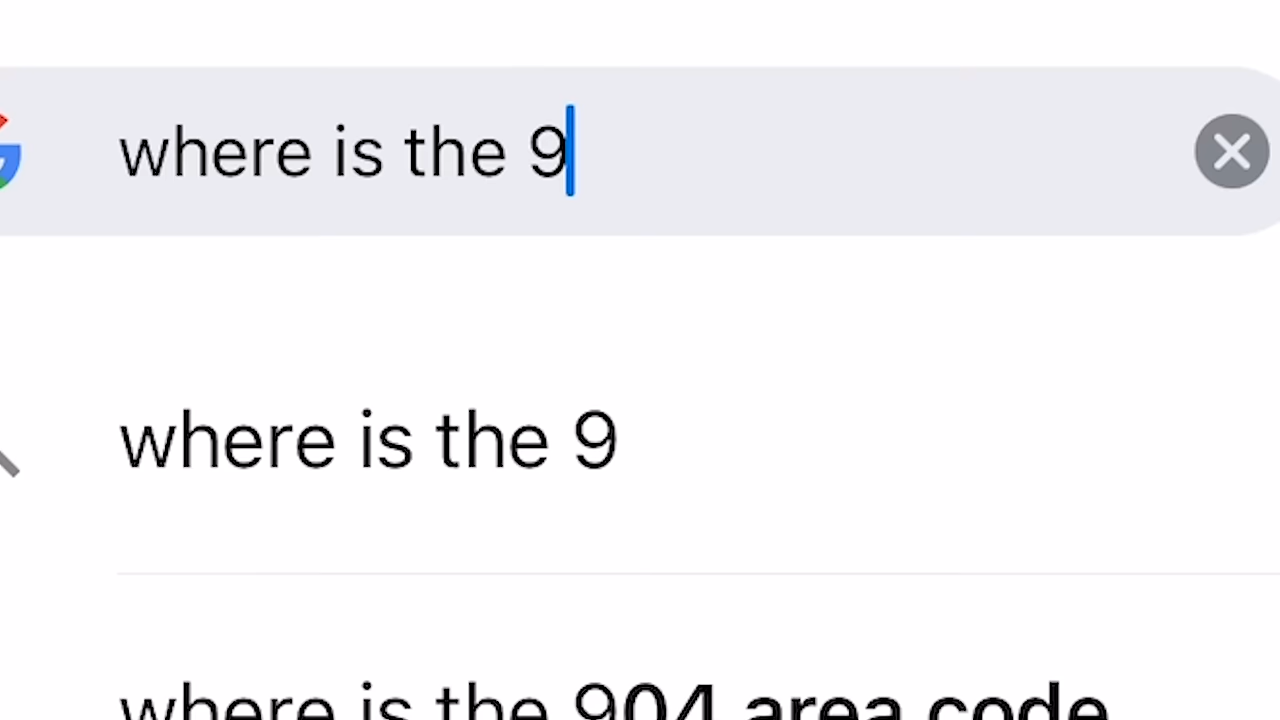 where is the 9
where is the 9
where is the 904 area code